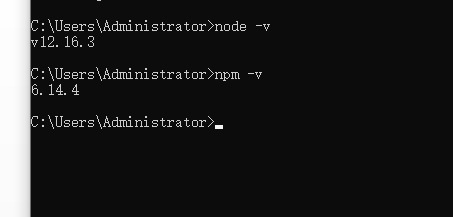 C:\Users\Administrator>node -v
v12.16.3
C:\Users\Administrator>npm -v
6.14.4
C:\Users\Administrator>